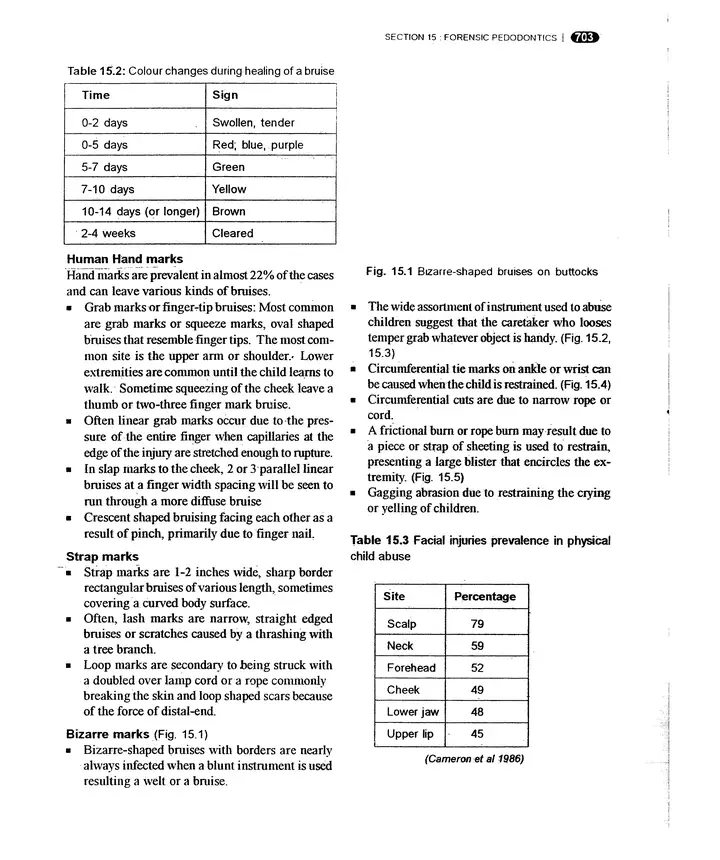 SECTION 15 : FORENSIC PEDODONTICS | 703
Table 15.2: Colour changes during healing of a bruise
Time Sign
0-2 days Swollen, tender
0-5 days Red; blue, purple
5-7 days Green
7-10 days Yellow
10-14 days (or longer) Brown
2-4 weeks Cleared
Human Hand marks
Hand marks are prevalent in almost 22% of the cases
and can leave various kinds of bruises.
■ Grab marks or finger-tip bruises: Most common
are grab marks or squeeze marks, oval shaped
bruises that resemble finger tips. The most com-
mon site is the upper arm or shoulder. Lower
extremities are common until the child learns to
walk. Sometime squeezing of the cheek leave a
thumb or two-three finger mark bruise.
■ Often linear grab marks occur due to the pres-
sure of the entire finger when capillaries at the
edge of the injury are stretched enough to rupture.
■ In slap marks to the cheek, 2 or 3 parallel linear
bruises at a finger width spacing will be seen to
run through a more diffuse bruise
■ Crescent shaped bruising facing each other as a
result of pinch, primarily due to finger nail.
Strap marks
■ Strap marks are 1-2 inches wide, sharp border
rectangular bruises of various length, sometimes
covering a curved body surface.
■ Often, lash marks are narrow, straight edged
bruises or scratches caused by a thrashing with
a tree branch.
■ Loop marks are secondary to being struck with
a doubled over lamp cord or a rope commonly
breaking the skin and loop shaped scars because
of the force of distal-end.
Bizarre marks (Fig. 15.1)
■ Bizarre-shaped bruises with borders are nearly
always infected when a blunt instrument is used
resulting a welt or a bruise.
Fig. 15.1 Bizarre-shaped bruises on buttocks
■ The wide assortment of instrument used to abuse
children suggest that the caretaker who looses
temper grab whatever object is handy. (Fig. 15.2,
15.3)
■ Circumferential tie marks on ankle or wrist can
be caused when the child is restrained. (Fig. 15.4)
■ Circumferential cuts are due to narrow rope or
cord.
■ A frictional burn or rope burn may result due to
a piece or strap of sheeting is used to restrain,
presenting a large blister that encircles the ex-
tremity. (Fig. 15.5)
■ Gagging abrasion due to restraining the crying
or yelling of children.
Table 15.3 Facial injuries prevalence in physical
child abuse
Site Percentage
Scalp 79
Neck 59
Forehead 52
Cheek 49
Lower jaw 48
Upper lip 45
(Cameron et al 1986)